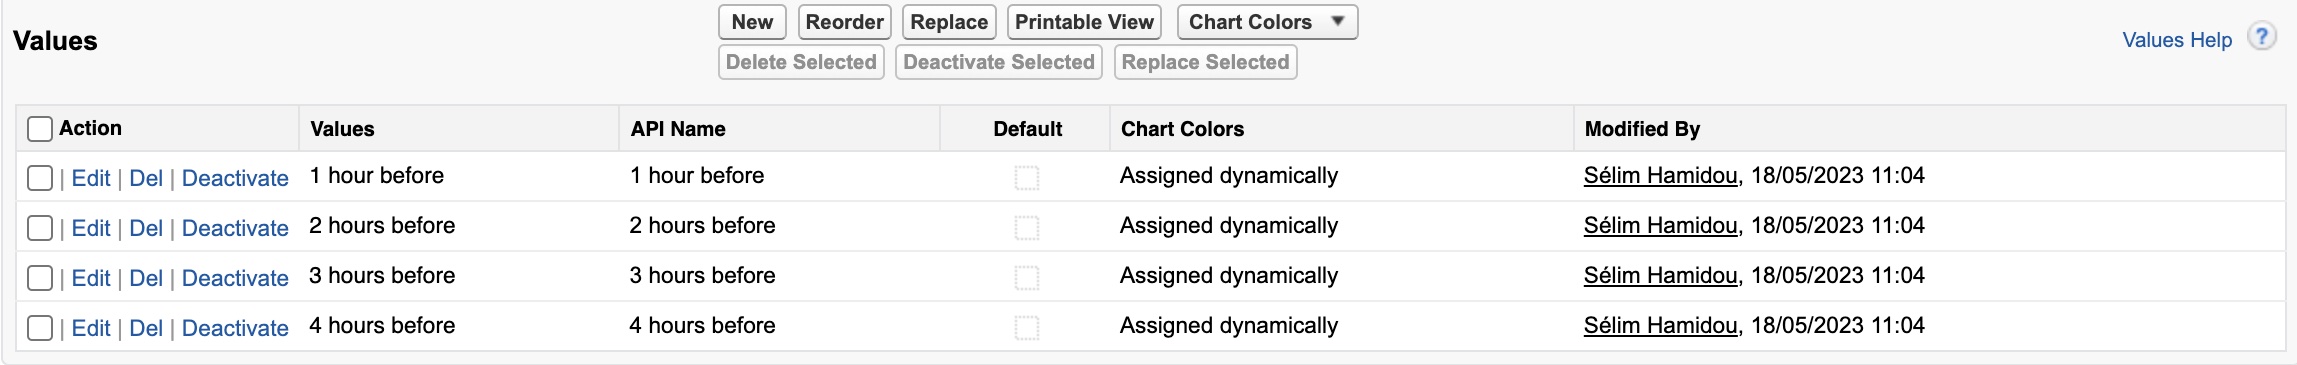 Values
New Reorder Replace Printable View Chart Colors
Delete Selected Deactivate Selected Replace Selected
Values Help ?
Action Values API Name Default Chart Colors Modified By
| Edit | Del | Deactivate 1 hour before 1 hour before Assigned dynamically Sélim Hamidou, 18/05/2023 11:04
| Edit | Del | Deactivate 2 hours before 2 hours before Assigned dynamically Sélim Hamidou, 18/05/2023 11:04
| Edit | Del | Deactivate 3 hours before 3 hours before Assigned dynamically Sélim Hamidou, 18/05/2023 11:04
| Edit | Del | Deactivate 4 hours before 4 hours before Assigned dynamically Sélim Hamidou, 18/05/2023 11:04